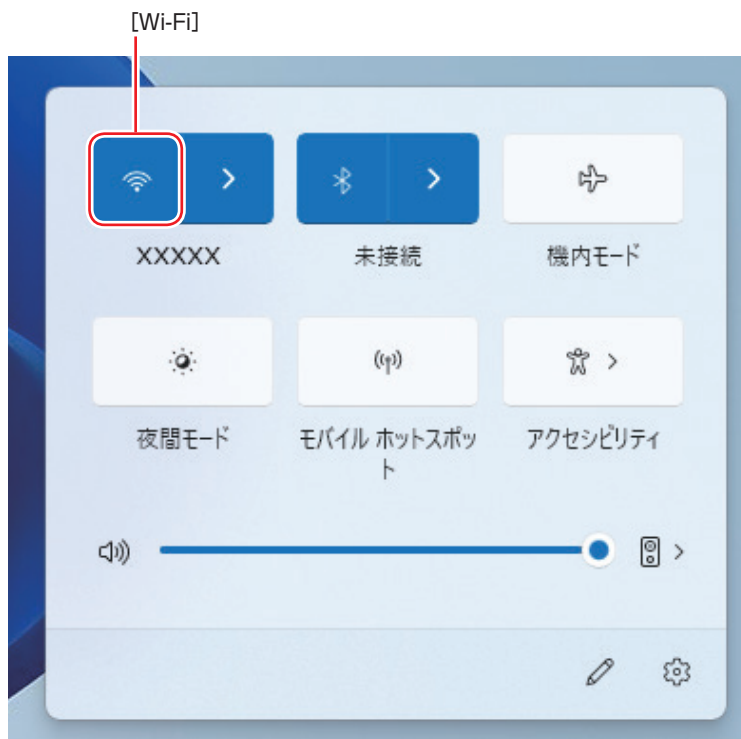 [Wi-Fi]
XXXXX
未接続
機内モード
夜間モード
モバイル ホットスポッ
ト
アクセシビリティ